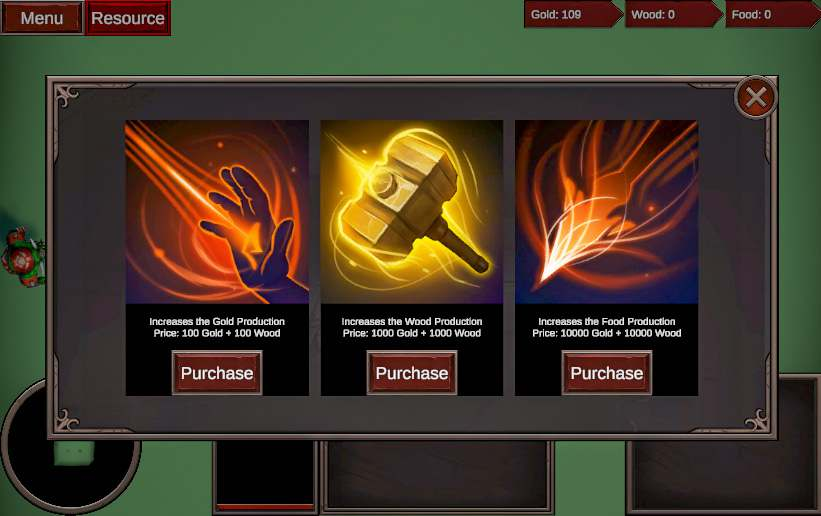 Menu
Resource
Gold: 109
Wood: 0
Food: 0
Increases the Gold Production
Price: 100 Gold + 100 Wood
Purchase
Increases the Wood Production
Price: 1000 Gold + 1000 Wood
Purchase
Increases the Food Production
Price: 10000 Gold + 10000 Wood
Purchase